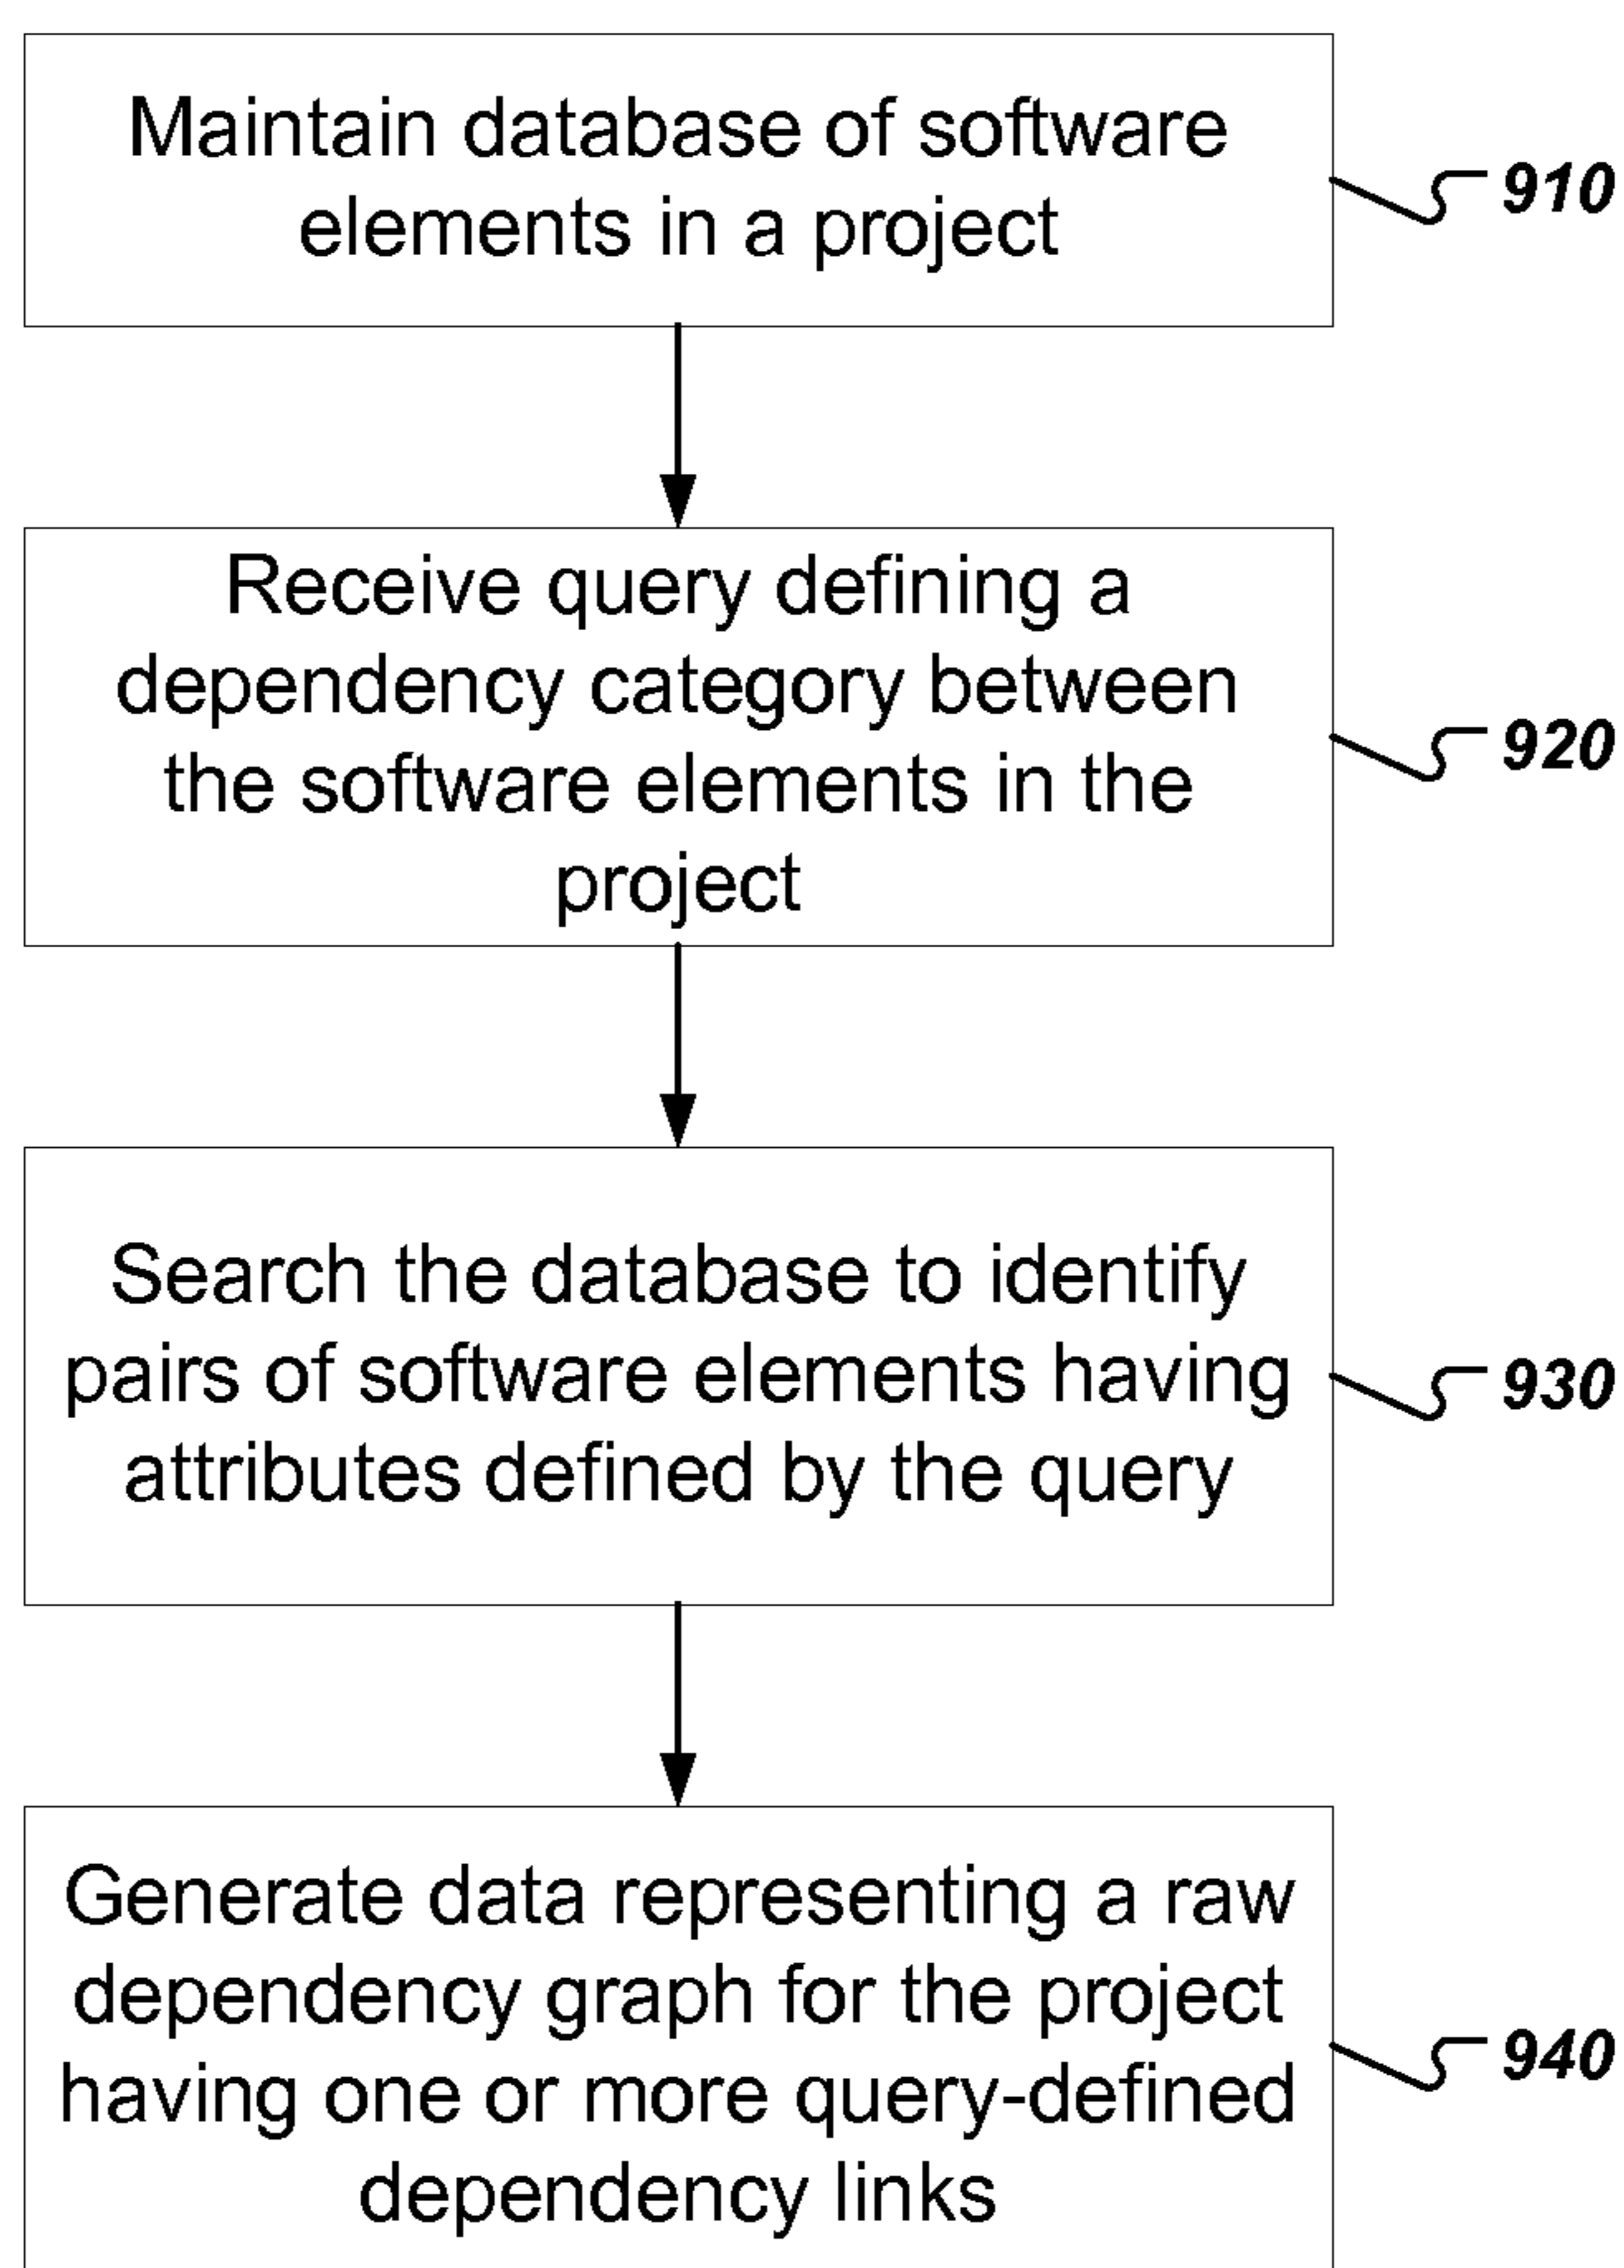 Maintain database of software
elements in a project
910
Receive query defining a
dependency category between
the software elements in the
project
920
Search the database to identify
pairs of software elements having
attributes defined by the query
930
Generate data representing a raw
dependency graph for the project
having one or more query-defined
dependency links
940